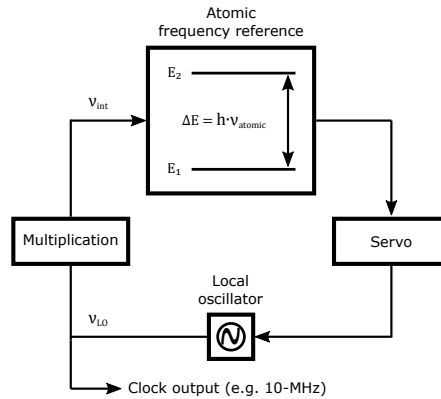 Atomic
frequency reference
E₂
ν_int
ΔE = h·ν_atomic
E₁
Multiplication
Servo
Local
oscillator
ν_LO
Clock output (e.g. 10-MHz)